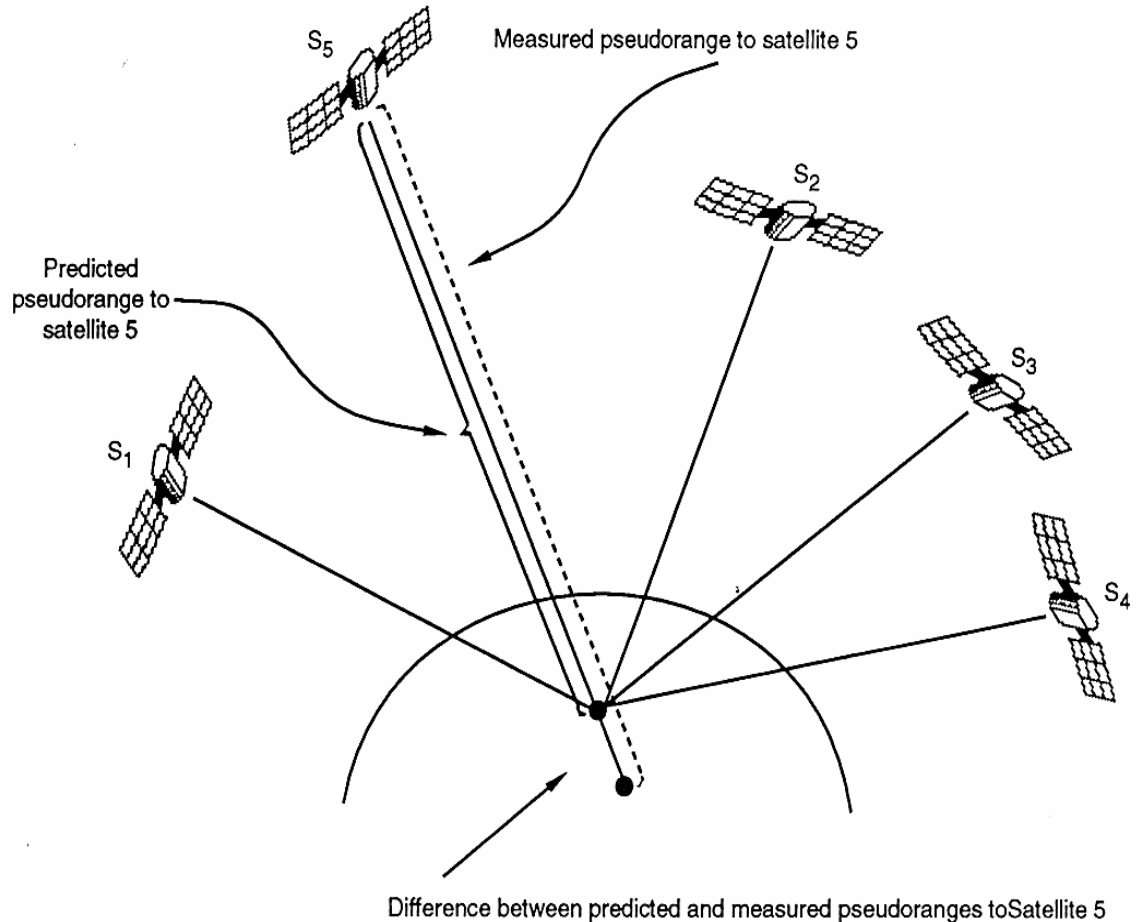 S5
Measured pseudorange to satellite 5
S2
Predicted
pseudorange to
satellite 5
S3
S1
S4
Difference between predicted and measured pseudoranges toSatellite 5